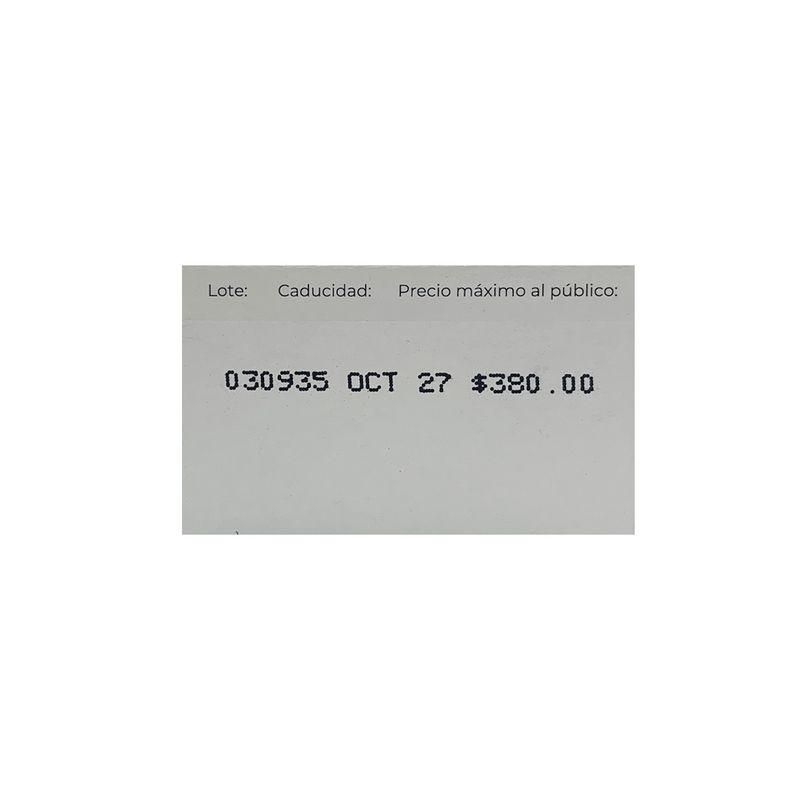 Lote: Caducidad: Precio máximo al público:
030935 OCT 27 $380.00